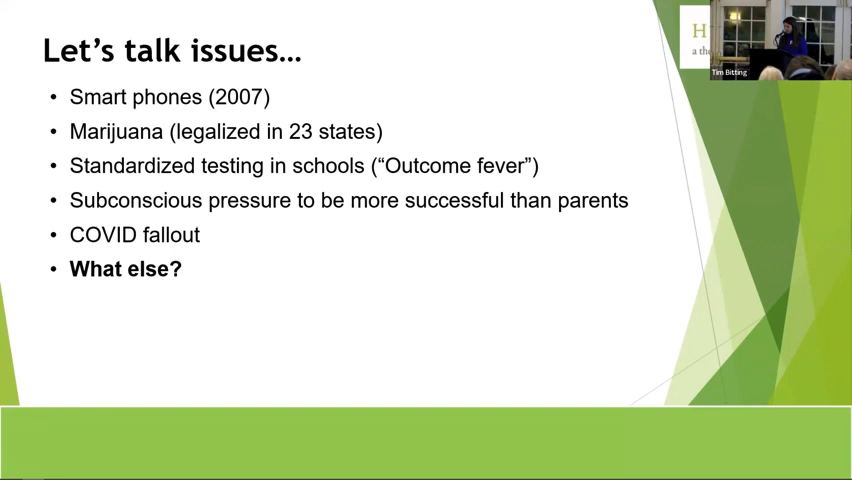 Let's talk issues…
• Smart phones (2007)
• Marijuana (legalized in 23 states)
• Standardized testing in schools (“Outcome fever”)
• Subconscious pressure to be more successful than parents
• COVID fallout
• What else?
H
a the
Tim Bitting